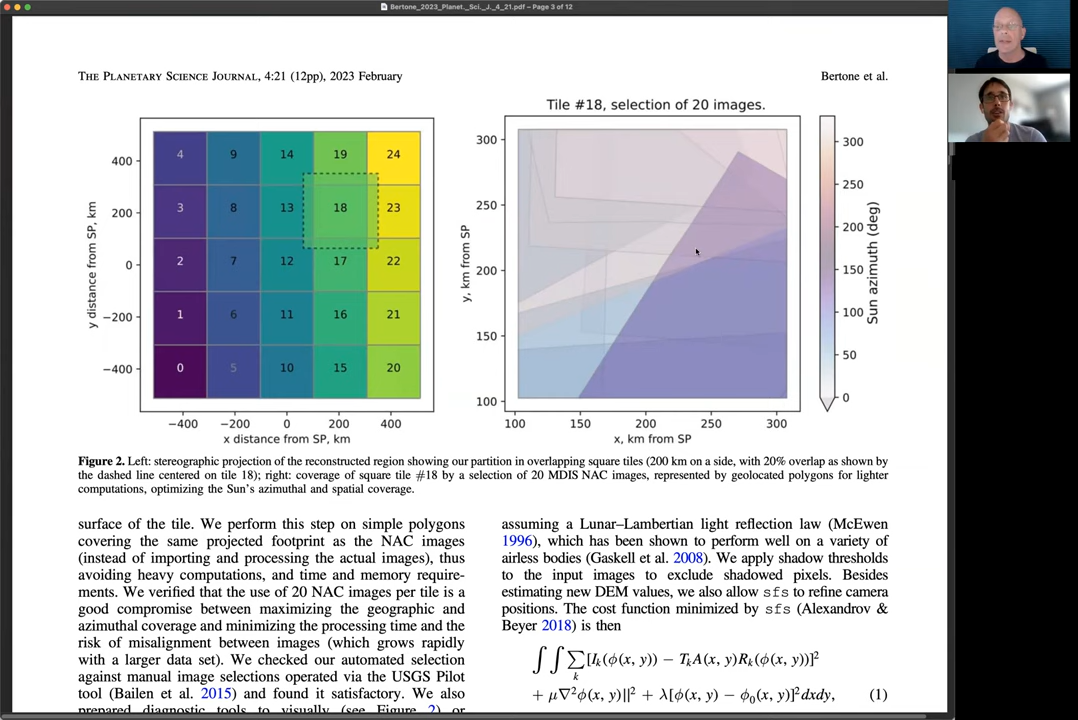 Bertone_2023_Planet._Sci._J._4_21.pdf – Page 3 of 12
THE PLANETARY SCIENCE JOURNAL, 4:21 (12pp), 2023 February
Bertone et al.
4 9 14 19 24
3 8 13 18 23
2 7 12 17 22
1 6 11 16 21
0 5 10 15 20
400
200
0
−200
−400
y distance from SP, km
−400 −200 0 200 400
x distance from SP, km
Tile #18, selection of 20 images.
300
250
200
150
100
y, km from SP
100 150 200 250 300
x, km from SP
300
250
200
150
100
50
0
Sun azimuth (deg)
Figure 2. Left: stereographic projection of the reconstructed region showing our partition in overlapping square tiles (200 km on a side, with 20% overlap as shown by
the dashed line centered on tile 18); right: coverage of square tile #18 by a selection of 20 MDIS NAC images, represented by geolocated polygons for lighter
computations, optimizing the Sun's azimuthal and spatial coverage.
surface of the tile. We perform this step on simple polygons
covering the same projected footprint as the NAC images
(instead of importing and processing the actual images), thus
avoiding heavy computations, and time and memory require-
ments. We verified that the use of 20 NAC images per tile is a
good compromise between maximizing the geographic and
azimuthal coverage and minimizing the processing time and the
risk of misalignment between images (which grows rapidly
with a larger data set). We checked our automated selection
against manual image selections operated via the USGS Pilot
tool (Bailen et al. 2015) and found it satisfactory. We also
prepared diagnostic tools to visually (see Figure 2) or
assuming a Lunar–Lambertian light reflection law (McEwen
1996), which has been shown to perform well on a variety of
airless bodies (Gaskell et al. 2008). We apply shadow thresholds
to the input images to exclude shadowed pixels. Besides
estimating new DEM values, we also allow sfs to refine camera
positions. The cost function minimized by sfs (Alexandrov &
Beyer 2018) is then
∫∫∑[Ik(ϕ(x, y)) − TkA(x, y)Rk(ϕ(x, y))]²
k
+ μ∇²ϕ(x, y)||² + λ[ϕ(x, y) − ϕ0(x, y)]²dxdy, (1)